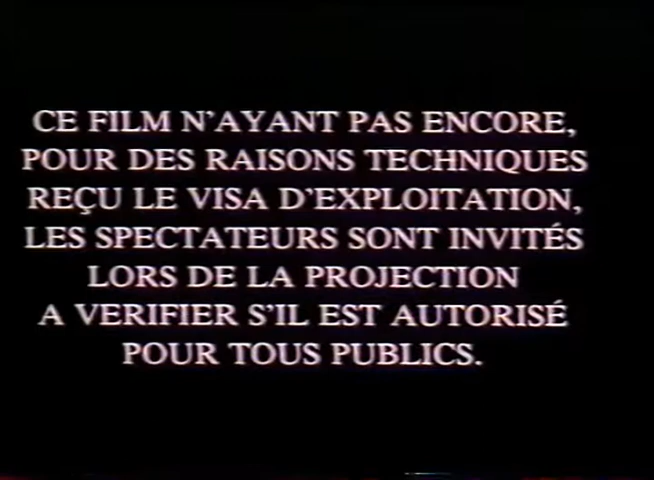 CE FILM N'AYANT PAS ENCORE,
POUR DES RAISONS TECHNIQUES
REÇU LE VISA D'EXPLOITATION,
LES SPECTATEURS SONT INVITÉS
LORS DE LA PROJECTION
A VERIFIER S'IL EST AUTORISÉ
POUR TOUS PUBLICS.